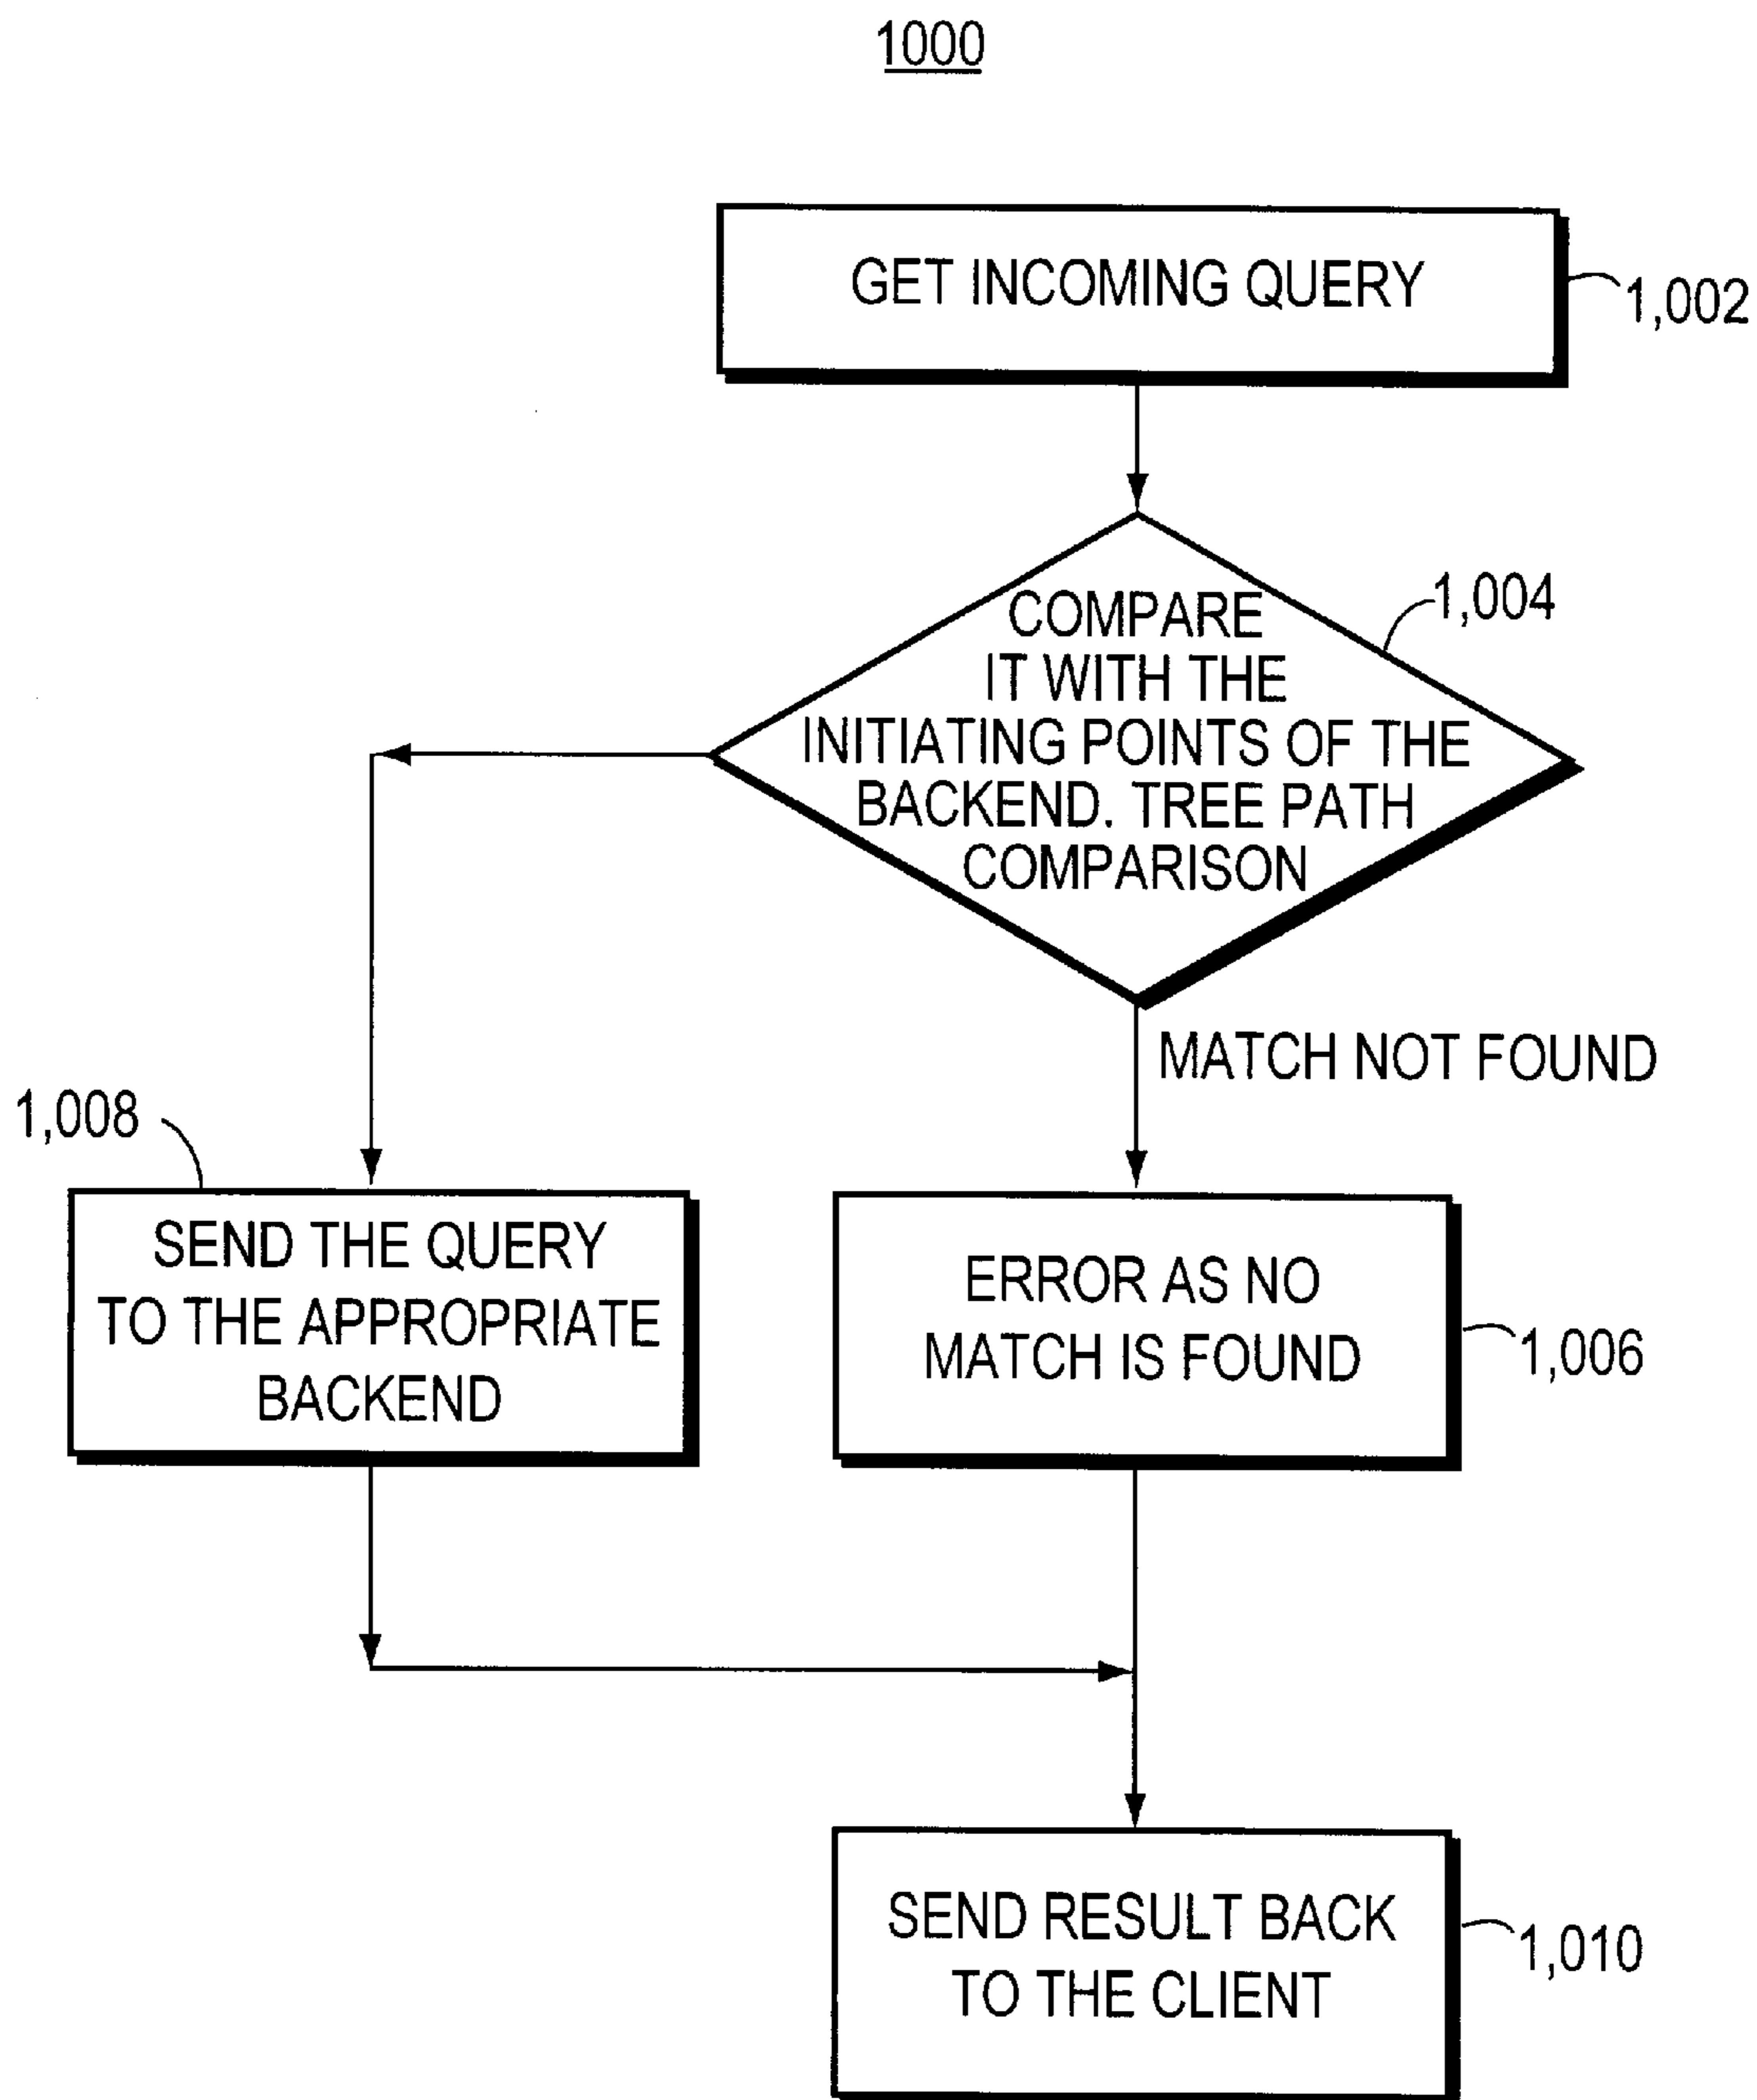 1000
GET INCOMING QUERY
1,002
COMPARE
IT WITH THE
INITIATING POINTS OF THE
BACKEND. TREE PATH
COMPARISON
1,004
MATCH NOT FOUND
1,008
SEND THE QUERY
TO THE APPROPRIATE
BACKEND
ERROR AS NO
MATCH IS FOUND
1,006
SEND RESULT BACK
TO THE CLIENT
1,010